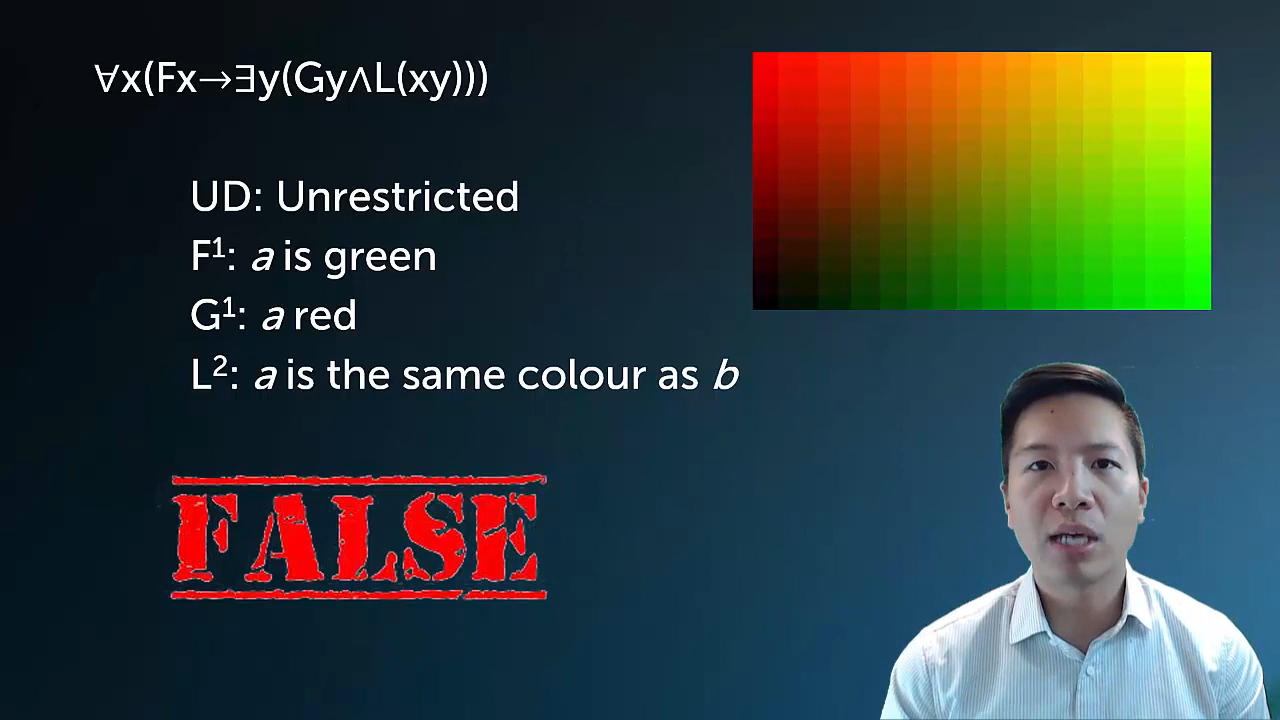 ∀x(Fx→∃y(Gy∧L(xy)))
UD: Unrestricted
F¹: a is green
G¹: a red
L²: a is the same colour as b
FALSE